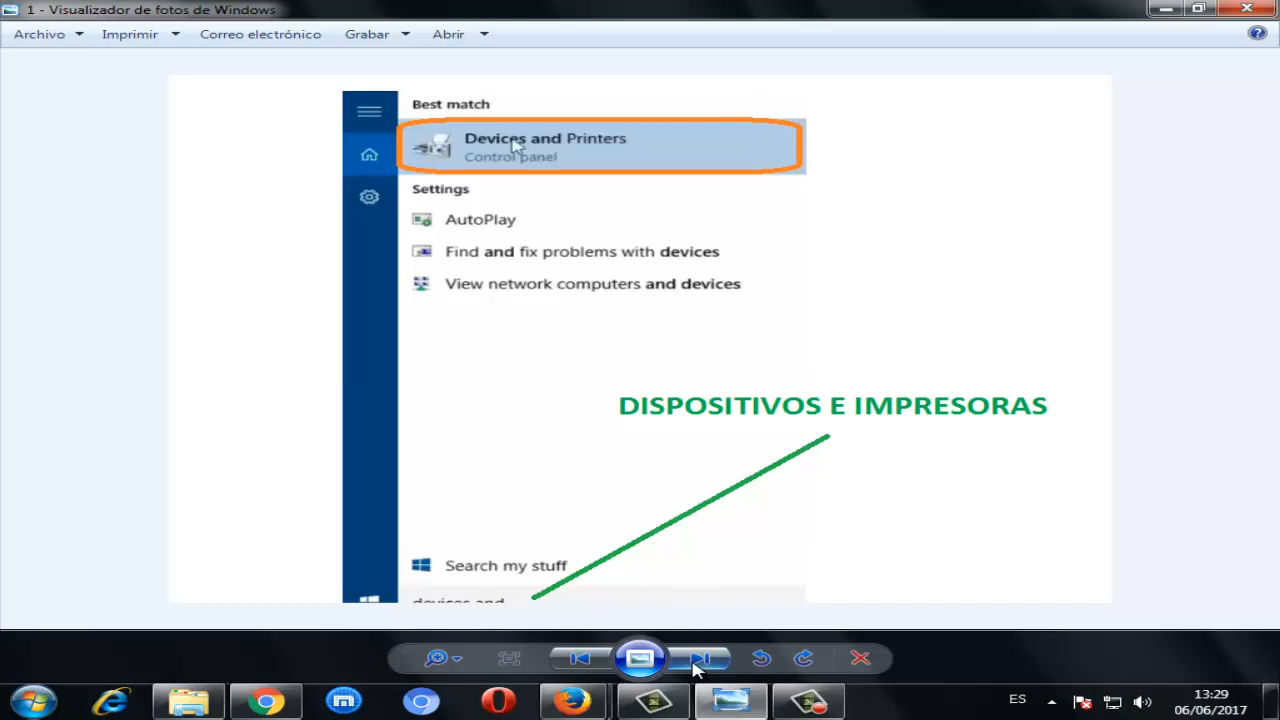 1 - Visualizador de fotos de Windows
Archivo Imprimir Correo electrónico Grabar Abrir
Best match
Devices and Printers
Control panel
Settings
AutoPlay
Find and fix problems with devices
View network computers and devices
DISPOSITIVOS E IMPRESORAS
Search my stuff
devices and
ES
13:29
06/06/2017